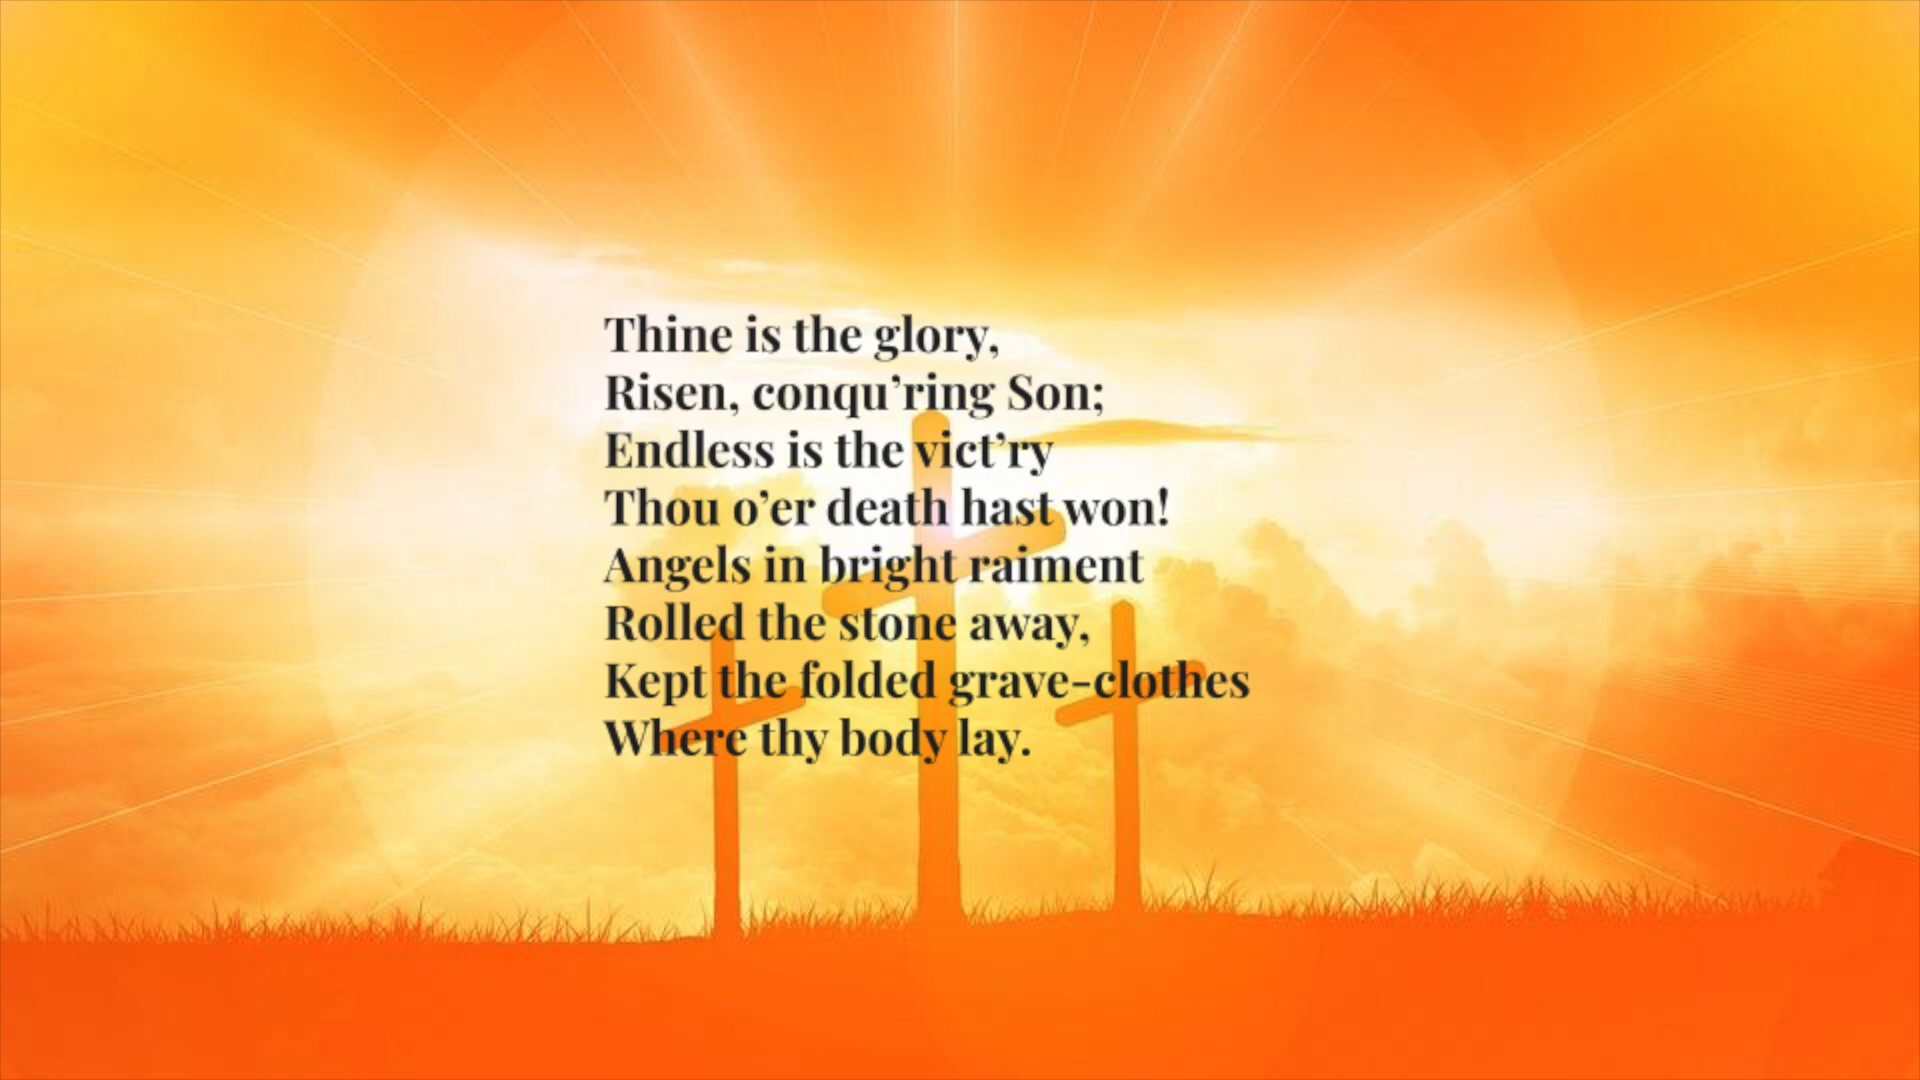 Thine is the glory,
Risen, conqu’ring Son;
Endless is the vict’ry
Thou o’er death hast won!
Angels in bright raiment
Rolled the stone away,
Kept the folded grave-clothes
Where thy body lay.